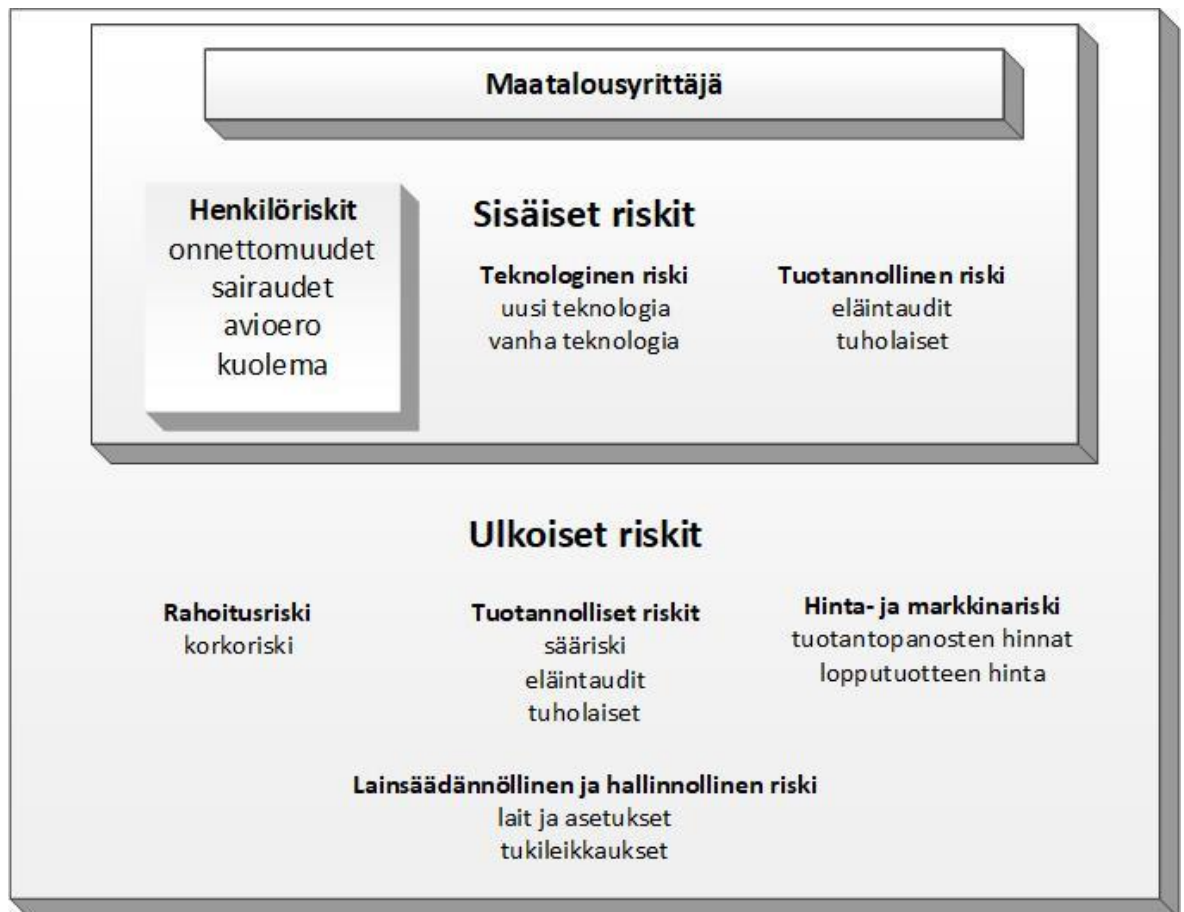 Maatalousyrittäjä
Henkilöriskit
onnettomuudet
sairaudet
avioero
kuolema
Sisäiset riskit
Teknologinen riski
uusi teknologia
vanha teknologia
Tuotannollinen riski
eläintaudit
tuholaiset
Ulkoiset riskit
Rahoitusriski
korkoriski
Tuotannolliset riskit
sääriski
eläintaudit
tuholaiset
Hinta- ja markkinariski
tuotantopanosten hinnat
lopputuotteen hinta
Lainsäädännöllinen ja hallinnollinen riski
lait ja asetukset
tukileikkaukset